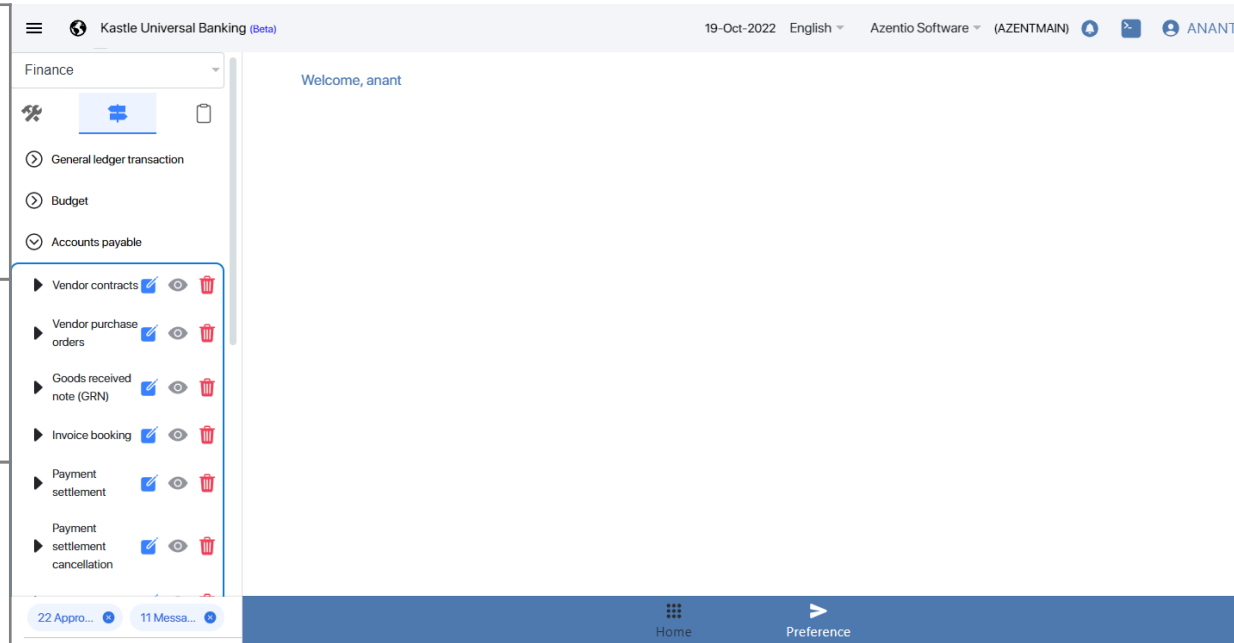 Kastle Universal Banking (Beta)
19-Oct-2022 English Azentio Software (AZENTMAIN) ANANT
Finance
Welcome, anant
General ledger transaction
Budget
Accounts payable
Vendor contracts
Vendor purchase
orders
Goods received
note (GRN)
Invoice booking
Payment
settlement
Payment
settlement
cancellation
22 Appro... 11 Messa...
Home Preference